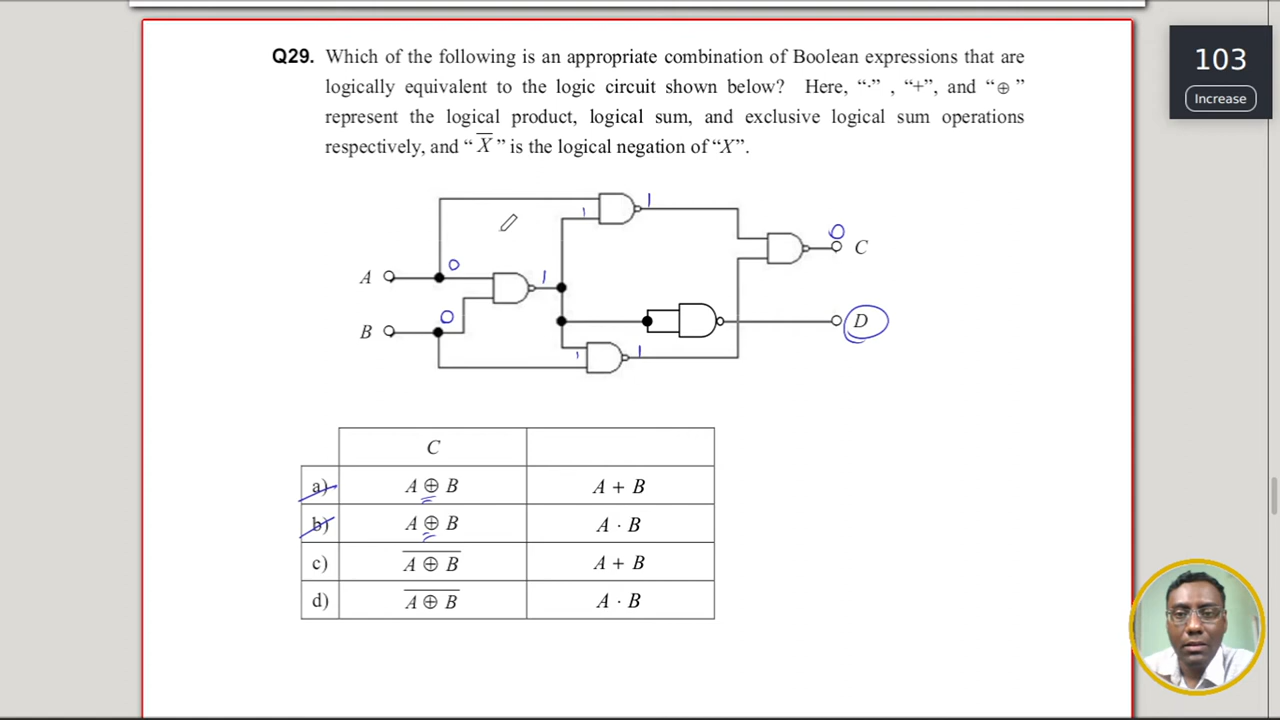 Q29. Which of the following is an appropriate combination of Boolean expressions that are
logically equivalent to the logic circuit shown below? Here, “·” , “+”, and “⊕ ”
represent the logical product, logical sum, and exclusive logical sum operations
respectively, and “ X̅ ” is the logical negation of “X”.
103
Increase
1
1
0
C
A
0
1
B
0
D
1
1
C
a) A ⊕ B A + B
b) A ⊕ B A · B
c) A̅ ⊕̅ B̅ A + B
d) A̅ ⊕̅ B̅ A · B